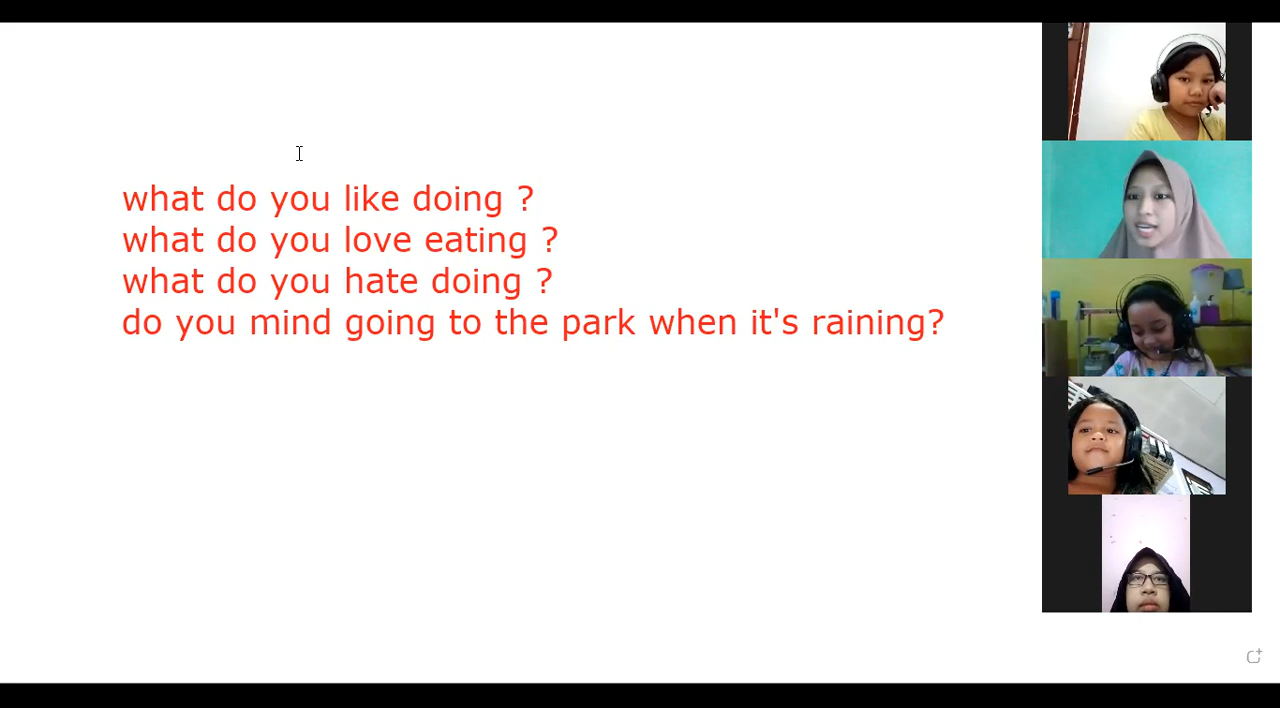 what do you like doing ?
what do you love eating ?
what do you hate doing ?
do you mind going to the park when it's raining?